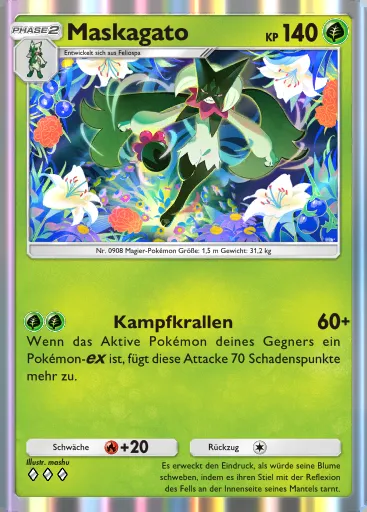 PHASE 2
Maskagato
KP 140
Entwickelt sich aus Feliospa
Nr. 0908 Magier-Pokémon Größe: 1,5 m Gewicht: 31,2 kg
Kampfkrallen 60+
Wenn das Aktive Pokémon deines Gegners ein
Pokémon-ex ist, fügt diese Attacke 70 Schadenspunkte
mehr zu.
Schwäche +20
Rückzug
Illustr. mashu
Es erweckt den Eindruck, als würde seine Blume
schweben, indem es ihren Stiel mit der Reflexion
des Fells an der Innenseite seines Mantels tarnt.